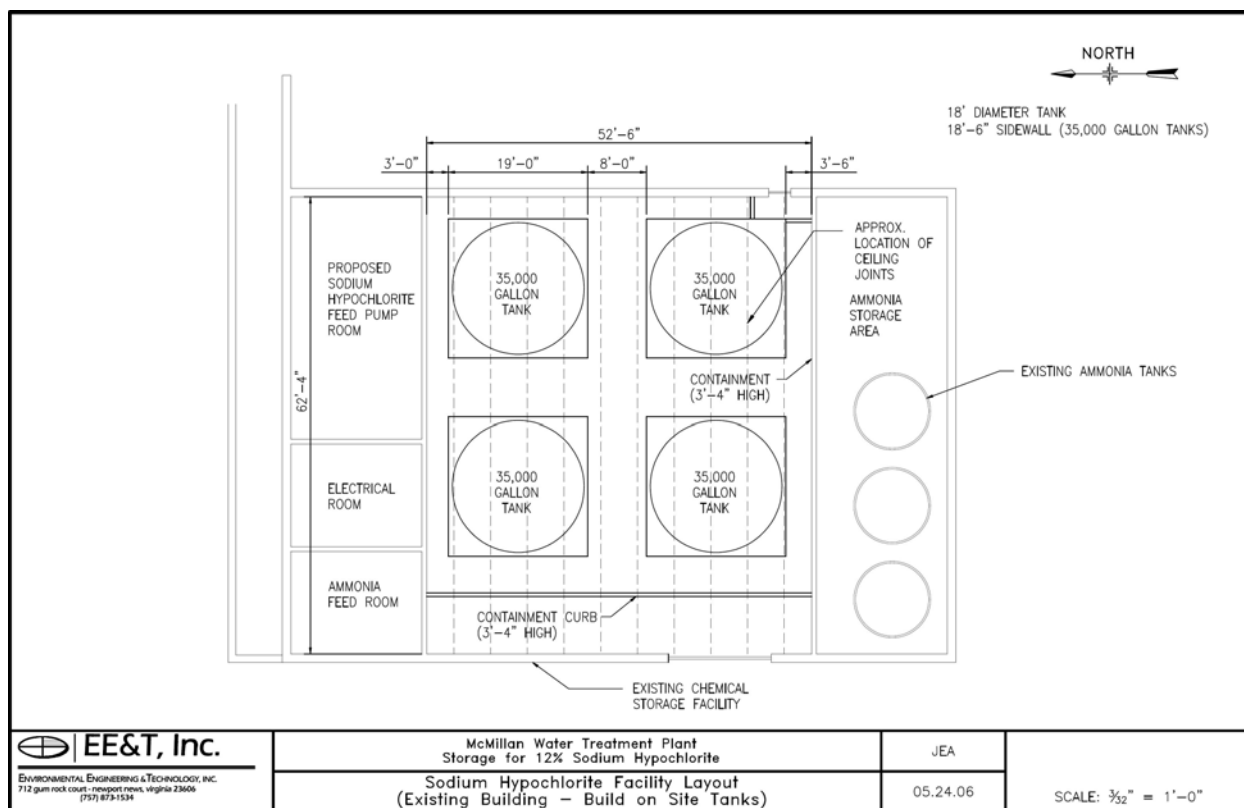 NORTH
18' DIAMETER TANK
18'-6" SIDEWALL (35,000 GALLON TANKS)
52'-6"
3'-0"
19'-0"
8'-0"
3'-6"
PROPOSED
SODIUM
HYPOCHLORITE
FEED PUMP
ROOM
35,000
GALLON
TANK
35,000
GALLON
TANK
APPROX.
LOCATION OF
CEILING
JOINTS
AMMONIA
STORAGE
AREA
62'-4"
CONTAINMENT
(3'-4" HIGH)
EXISTING AMMONIA TANKS
ELECTRICAL
ROOM
35,000
GALLON
TANK
35,000
GALLON
TANK
AMMONIA
FEED ROOM
CONTAINMENT CURB
(3'-4" HIGH)
EXISTING CHEMICAL
STORAGE FACILITY
EE&T, Inc.
ENVIRONMENTAL ENGINEERING & TECHNOLOGY, INC.
712 gum rock court - newport news, virginia 23606
(757) 873-1534
McMillan Water Treatment Plant
Storage for 12% Sodium Hypochlorite
Sodium Hypochlorite Facility Layout
(Existing Building - Build on Site Tanks)
JEA
05.24.06
SCALE: 3/32" = 1'-0"